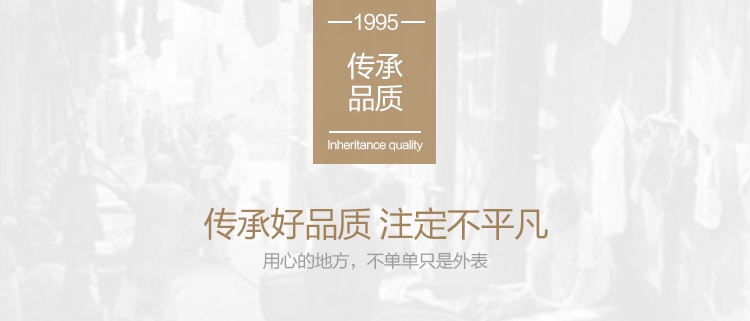 1995
传承
品质
Inheritance quality
传承好品质 注定不平凡
用心的地方，不单单只是外表